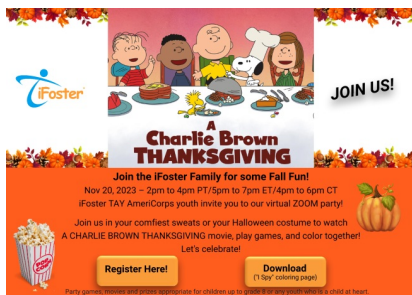 iFoster
JOIN US!
A
Charlie Brown
THANKSGIVING
Join the iFoster Family for some Fall Fun!
Nov 20, 2023 – 2pm to 4pm PT/5pm to 7pm ET/4pm to 6pm CT
iFoster TAY AmeriCorps youth invite you to our virtual ZOOM party!
Join us in your comfiest sweats or your Halloween costume to watch
A CHARLIE BROWN THANKSGIVING movie, play games, and color together!
Let's celebrate!
Register Here!
Download
("I Spy" coloring page)
Party games, movies and prizes appropriate for children up to grade 8 or any youth who is a child at heart.